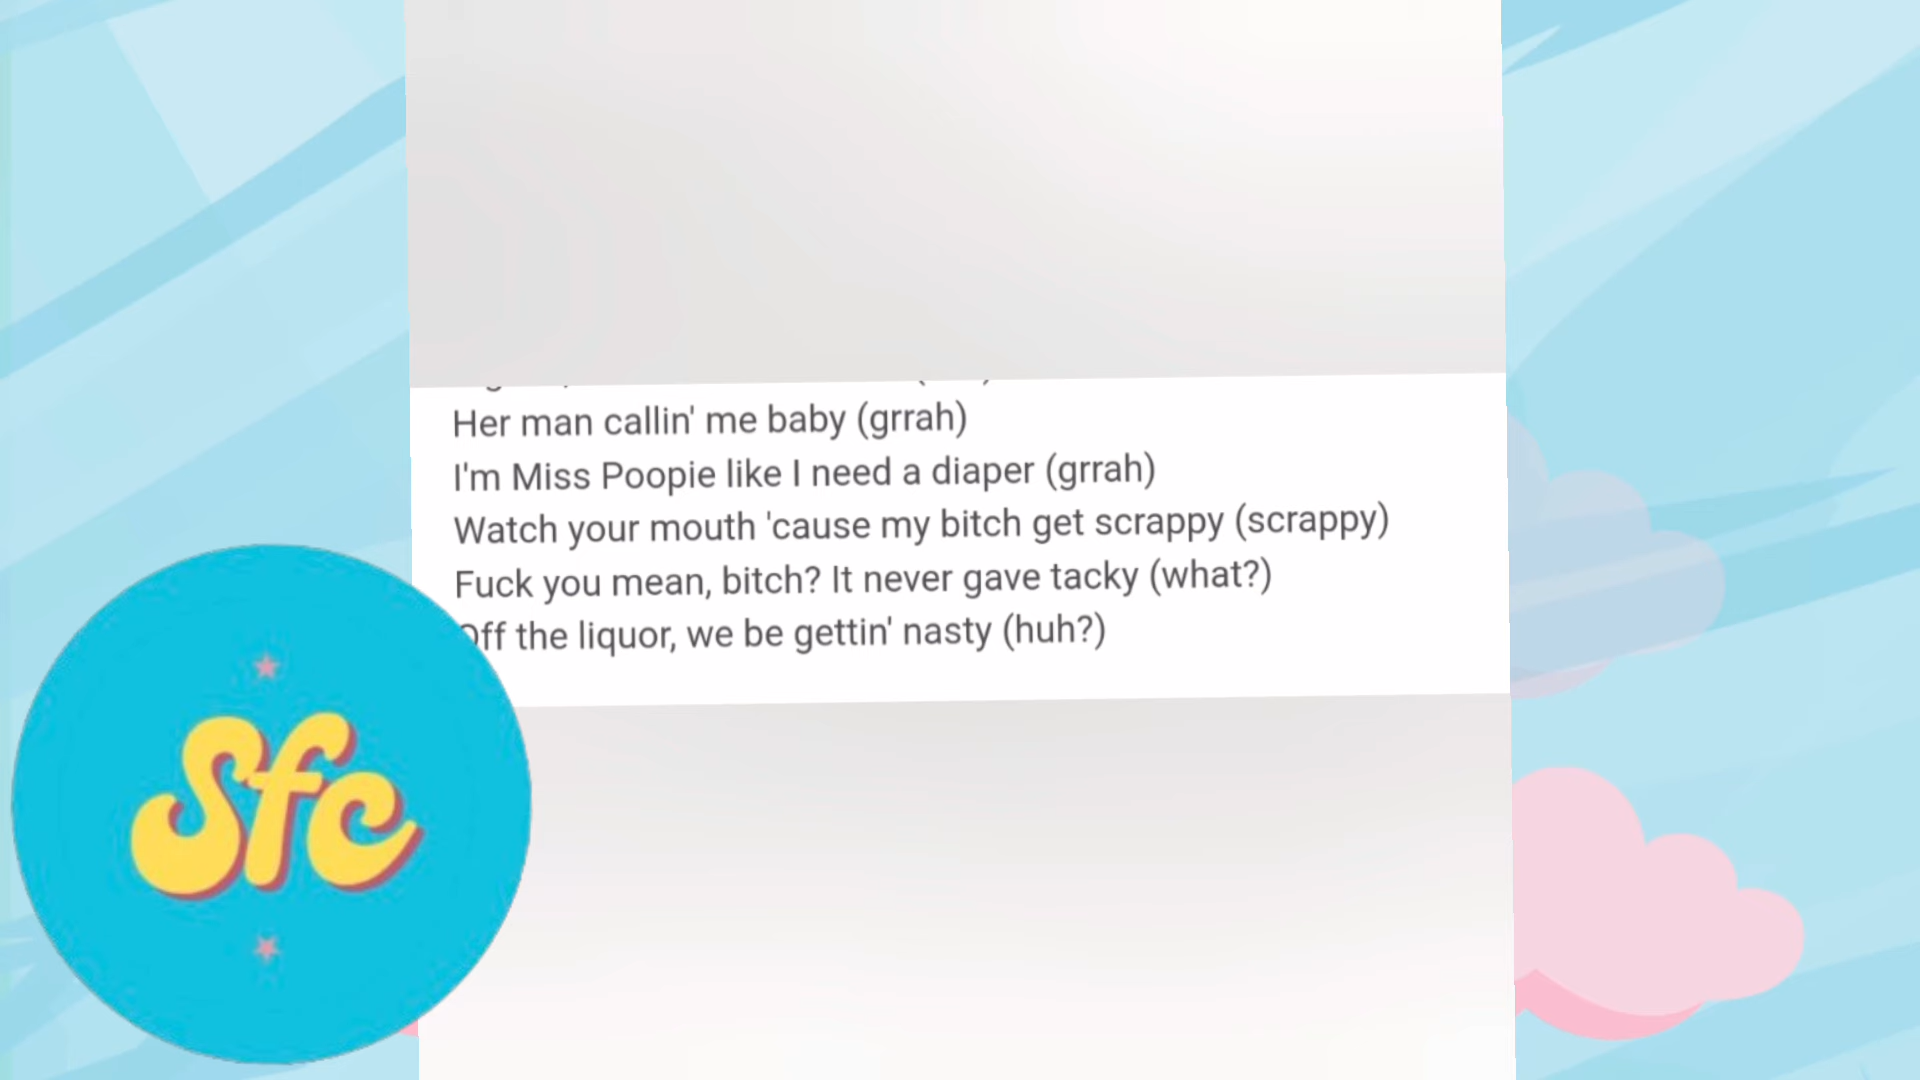 Her man callin' me baby (grrah)
I'm Miss Poopie like I need a diaper (grrah)
Watch your mouth 'cause my bitch get scrappy (scrappy)
Fuck you mean, bitch? It never gave tacky (what?)
Off the liquor, we be gettin' nasty (huh?)
Sfc